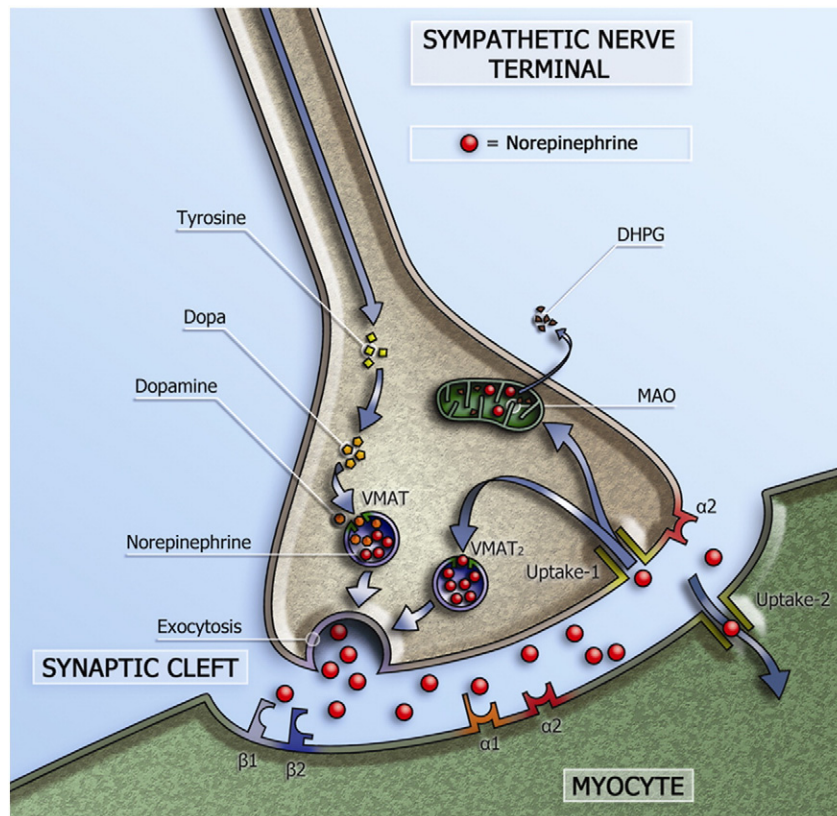 SYMPATHETIC NERVE
TERMINAL
= Norepinephrine
Tyrosine
DHPG
Dopa
Dopamine
MAO
VMAT
α2
Norepinephrine
VMAT₂
Uptake-1
Uptake-2
Exocytosis
SYNAPTIC CLEFT
β1
β2
α1
α2
MYOCYTE